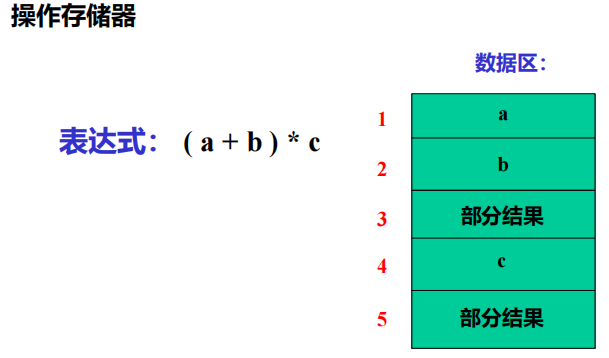 操作存储器
数据区：
表达式： ( a + b ) * c
1 a
2 b
3 部分结果
4 c
5 部分结果